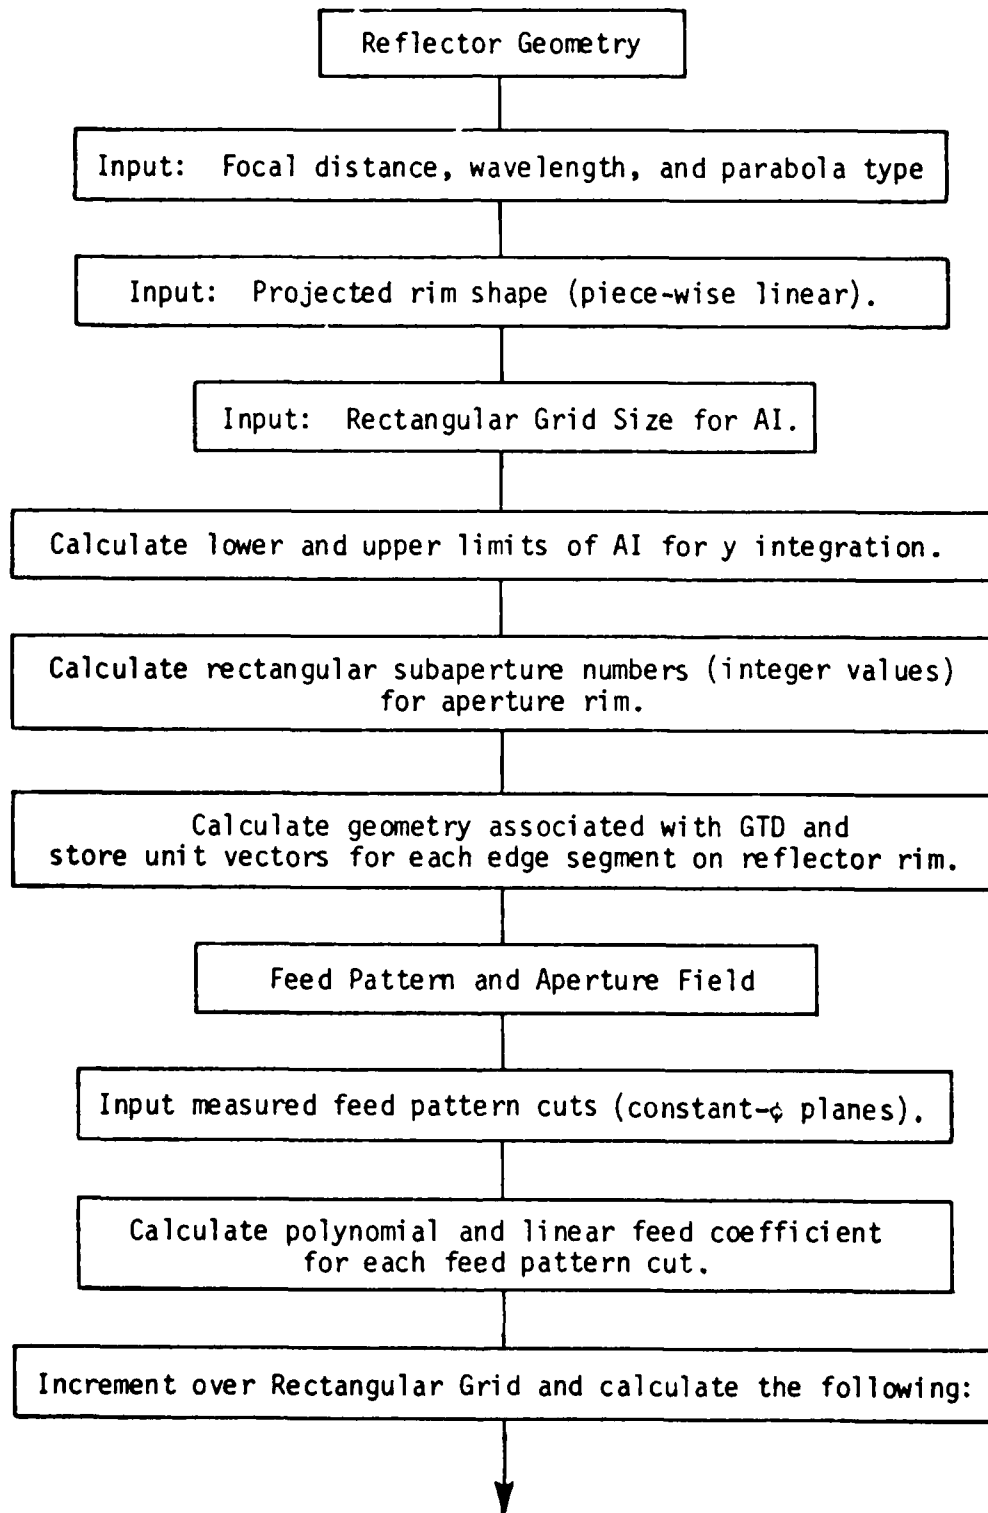 Reflector Geometry
Input: Focal distance, wavelength, and parabola type
Input: Projected rim shape (piece-wise linear).
Input: Rectangular Grid Size for AI.
Calculate lower and upper limits of AI for y integration.
Calculate rectangular subaperture numbers (integer values)
for aperture rim.
Calculate geometry associated with GTD and
store unit vectors for each edge segment on reflector rim.
Feed Pattern and Aperture Field
Input measured feed pattern cuts (constant-¢ planes).
Calculate polynomial and linear feed coefficient
for each feed pattern cut.
Increment over Rectangular Grid and calculate the following: